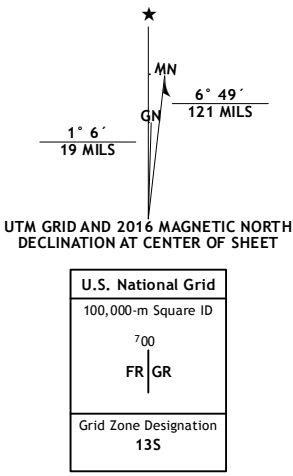 ★
MN
GN
6° 49´
121 MILS
1° 6´
19 MILS
UTM GRID AND 2016 MAGNETIC NORTH
DECLINATION AT CENTER OF SHEET
U.S. National Grid
100,000-m Square ID
⁷00
FR GR
Grid Zone Designation
13S